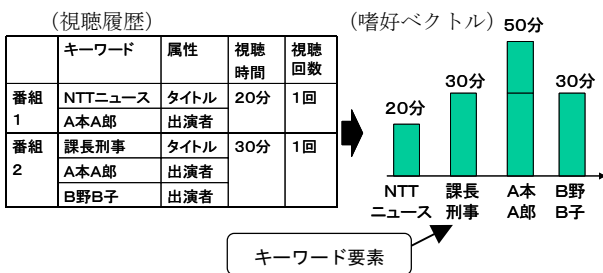 （視聴履歴）
キーワード 属性 視聴時間 視聴回数
番組1 NTTニュース タイトル 20分 1回
A本A郎 出演者
番組2 課長刑事 タイトル 30分 1回
A本A郎 出演者
B野B子 出演者
（嗜好ベクトル）
50分
30分 30分
20分
NTT 課長 A本 B野
ニュース 刑事 A郎 B子
キーワード要素